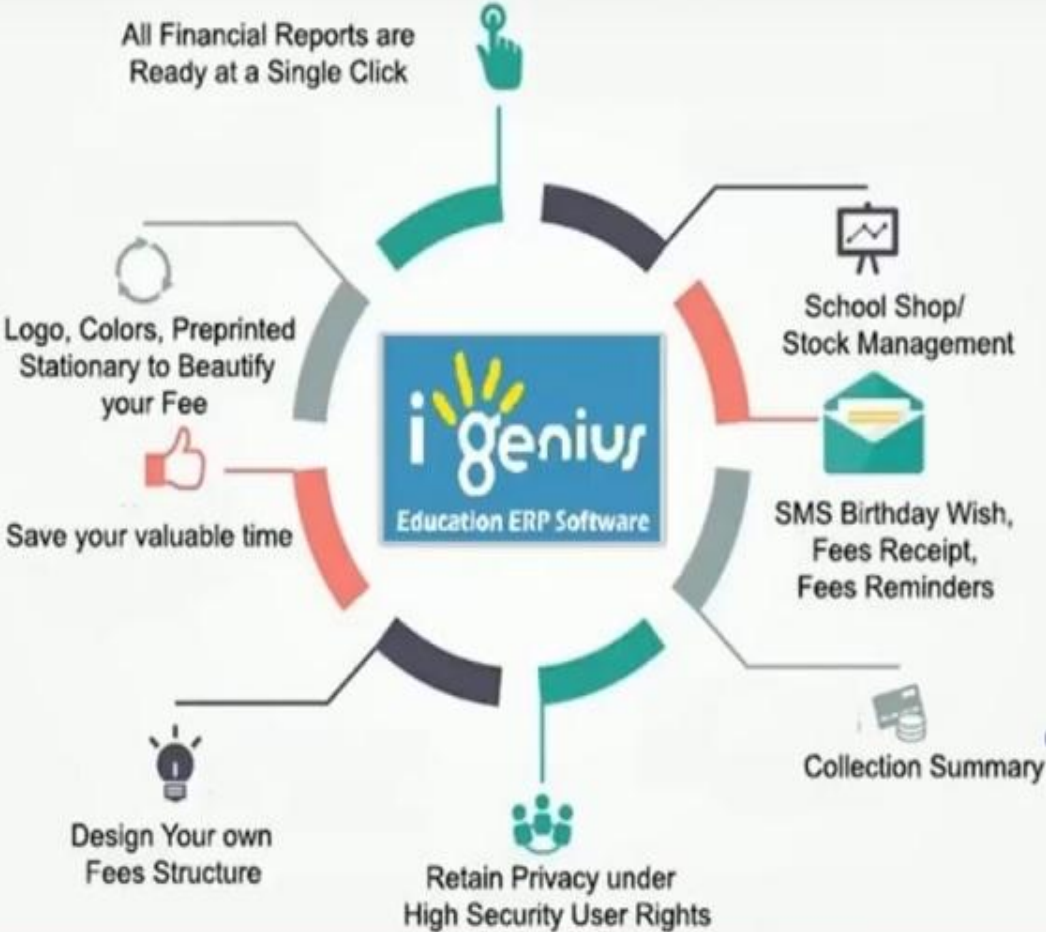 All Financial Reports are
Ready at a Single Click
School Shop/
Stock Management
Logo, Colors, Preprinted
Stationary to Beautify
your Fee
i genius
Education ERP Software
SMS Birthday Wish,
Fees Receipt,
Fees Reminders
Save your valuable time
Collection Summary
Design Your own
Fees Structure
Retain Privacy under
High Security User Rights